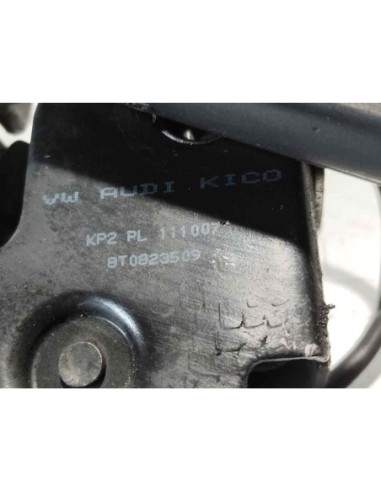 VW AUDI KICO
KP2 PL 111007
8T0823509